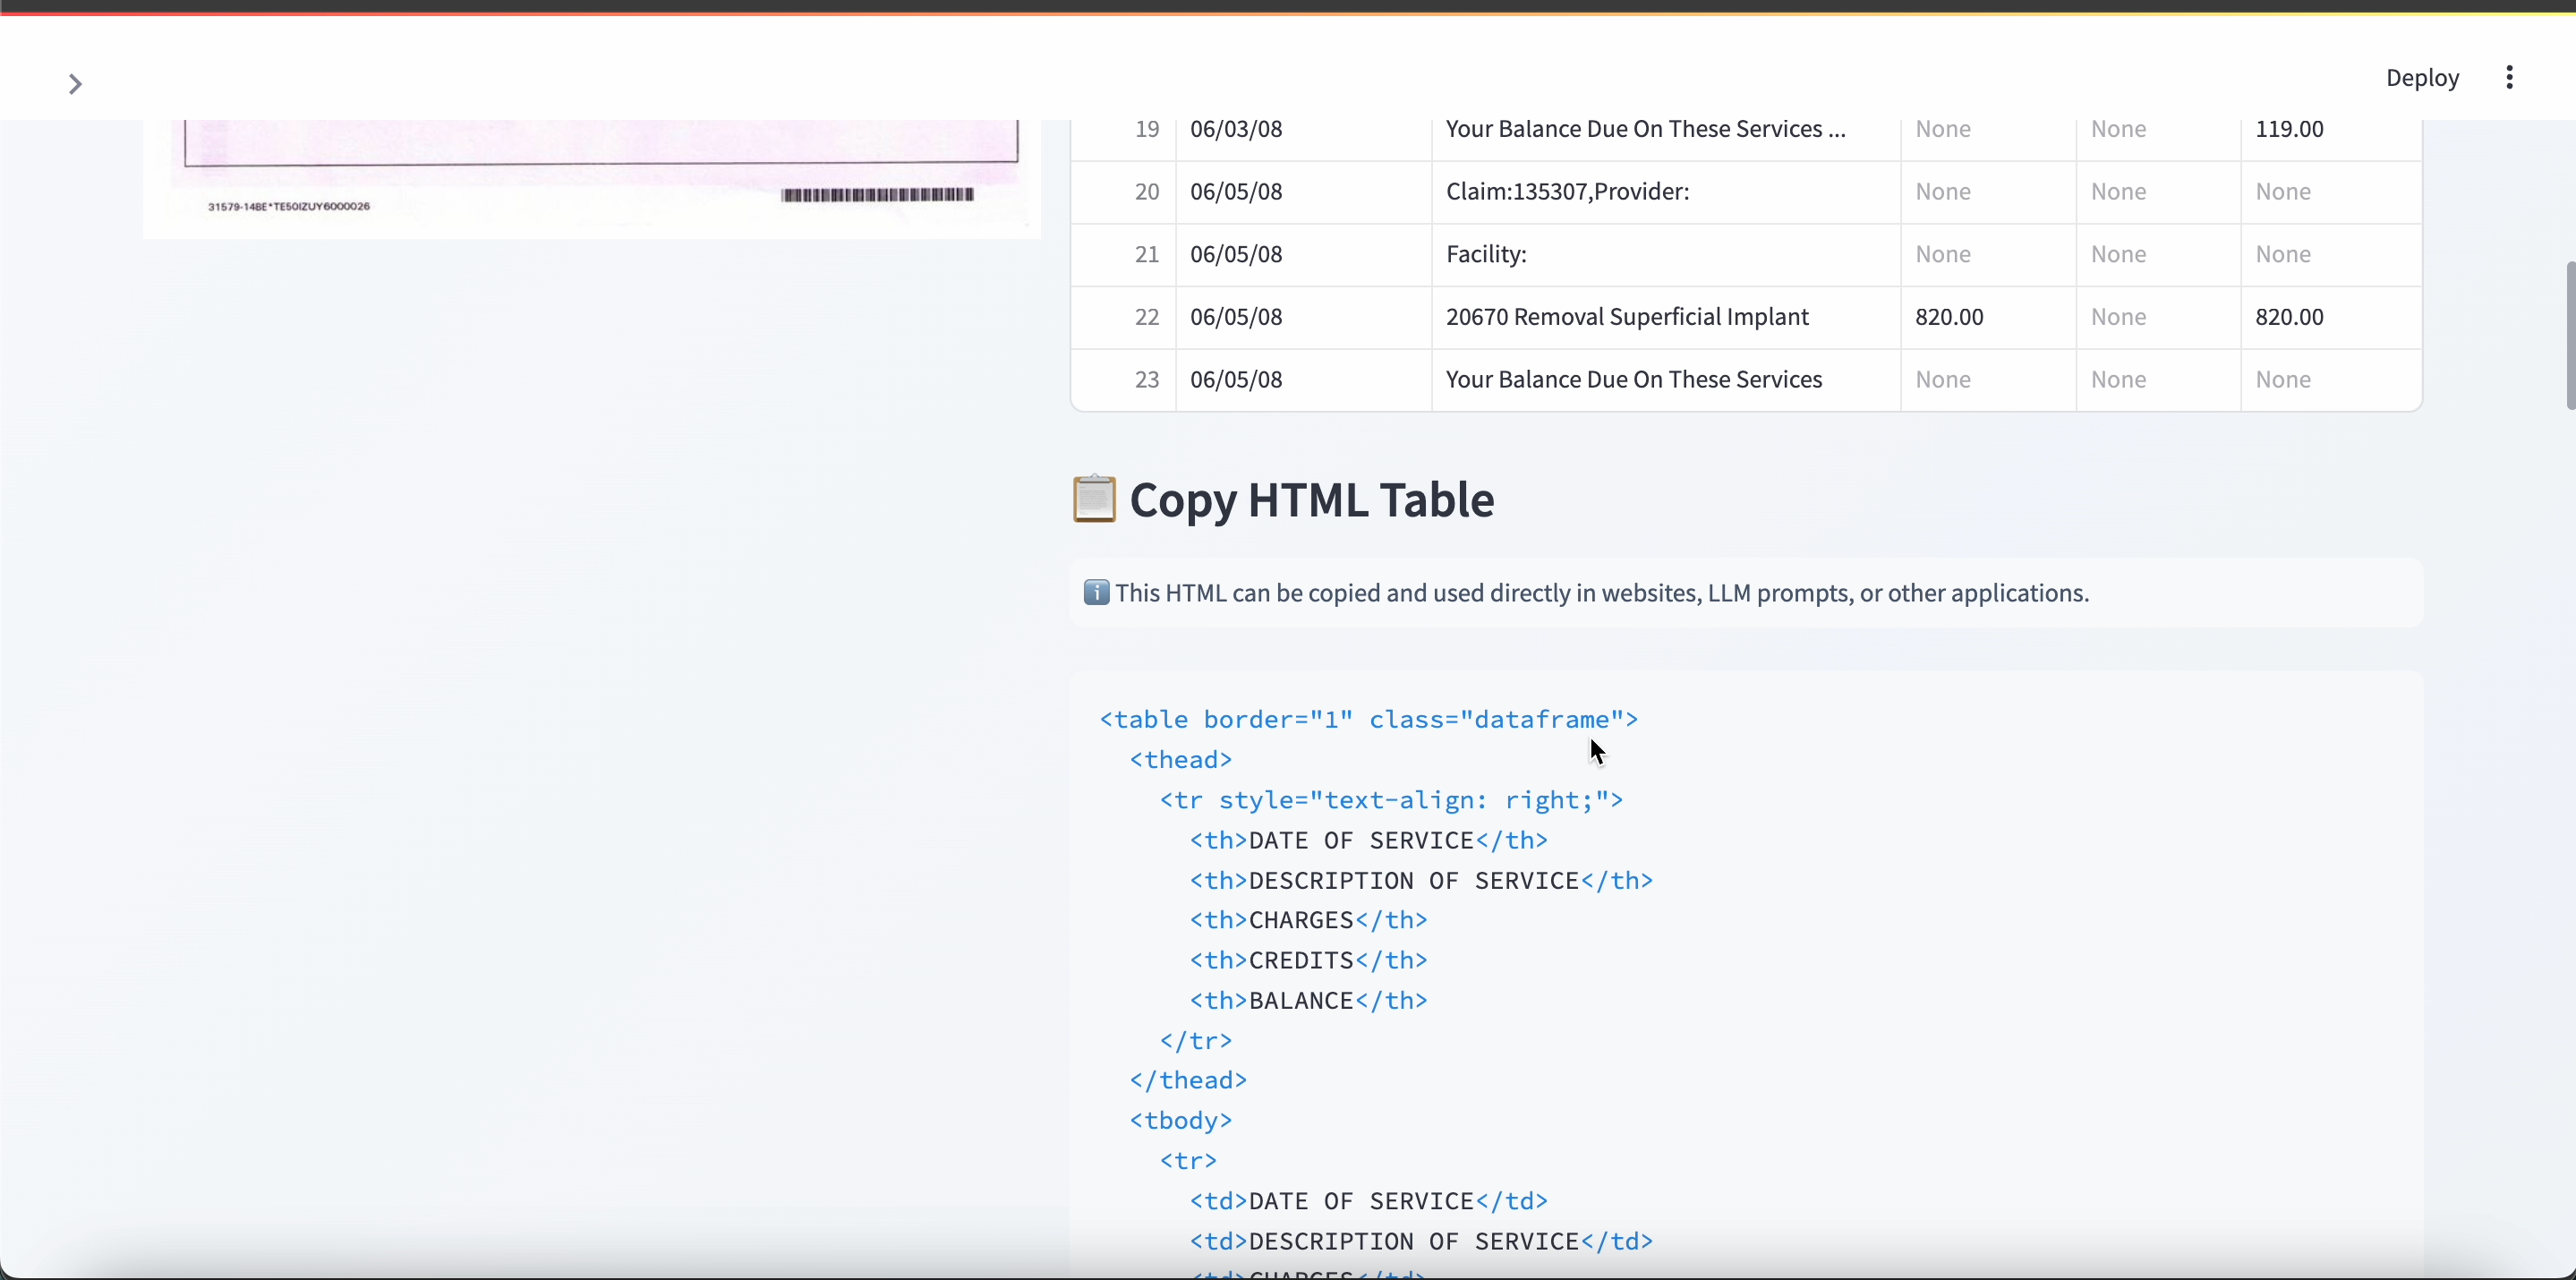 Deploy
31579-14BE*TE50IZUY6000026
19 06/03/08 Your Balance Due On These Services ... None None 119.00
20 06/05/08 Claim:135307,Provider: None None None
21 06/05/08 Facility: None None None
22 06/05/08 20670 Removal Superficial Implant 820.00 None 820.00
23 06/05/08 Your Balance Due On These Services None None None
Copy HTML Table
This HTML can be copied and used directly in websites, LLM prompts, or other applications.
<table border="1" class="dataframe">
<thead>
<tr style="text-align: right;">
<th>DATE OF SERVICE</th>
<th>DESCRIPTION OF SERVICE</th>
<th>CHARGES</th>
<th>CREDITS</th>
<th>BALANCE</th>
</tr>
</thead>
<tbody>
<tr>
<td>DATE OF SERVICE</td>
<td>DESCRIPTION OF SERVICE</td>
<td>CHARGES</td>